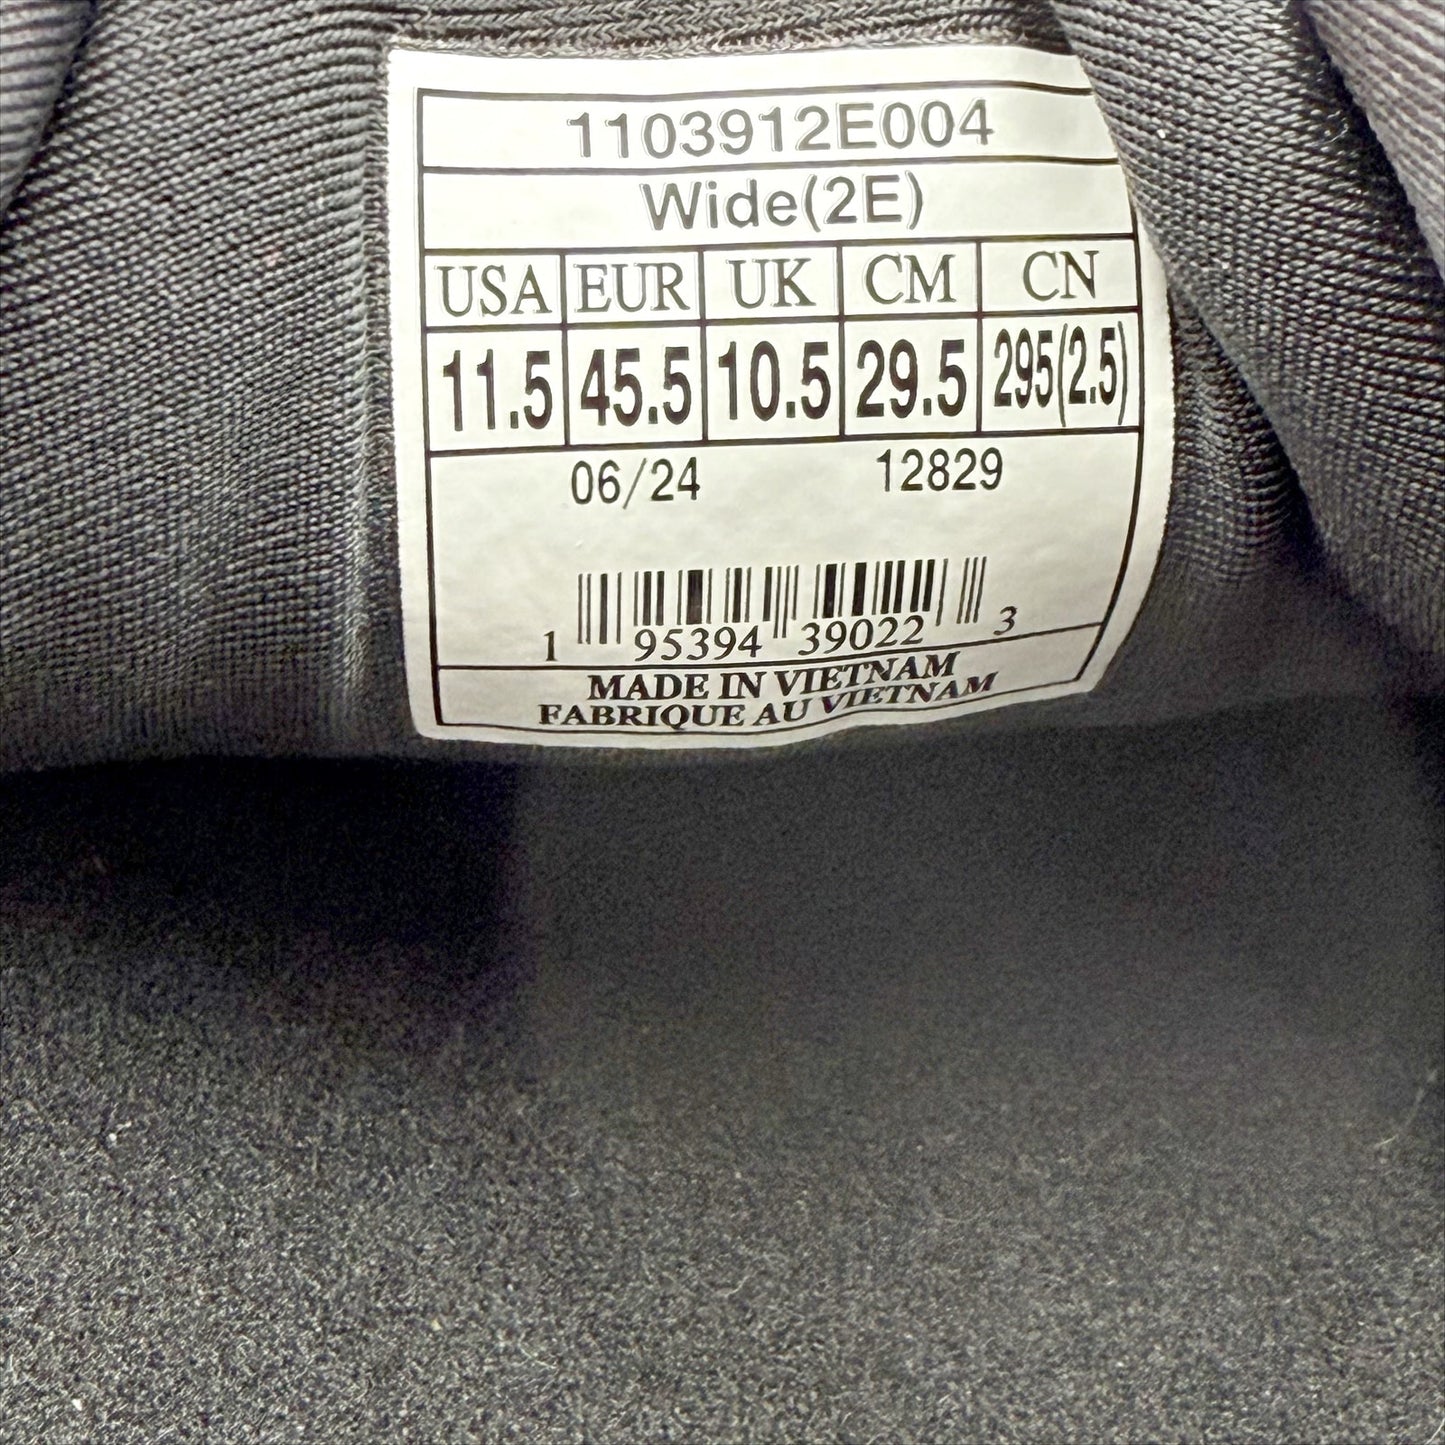 1103912E004
Wide(2E)
USA EUR UK CM CN
11.5 45.5 10.5 29.5 295(2.5)
06/24 12829
1 95394 39022 3
MADE IN VIETNAM
FABRIQUE AU VIETNAM